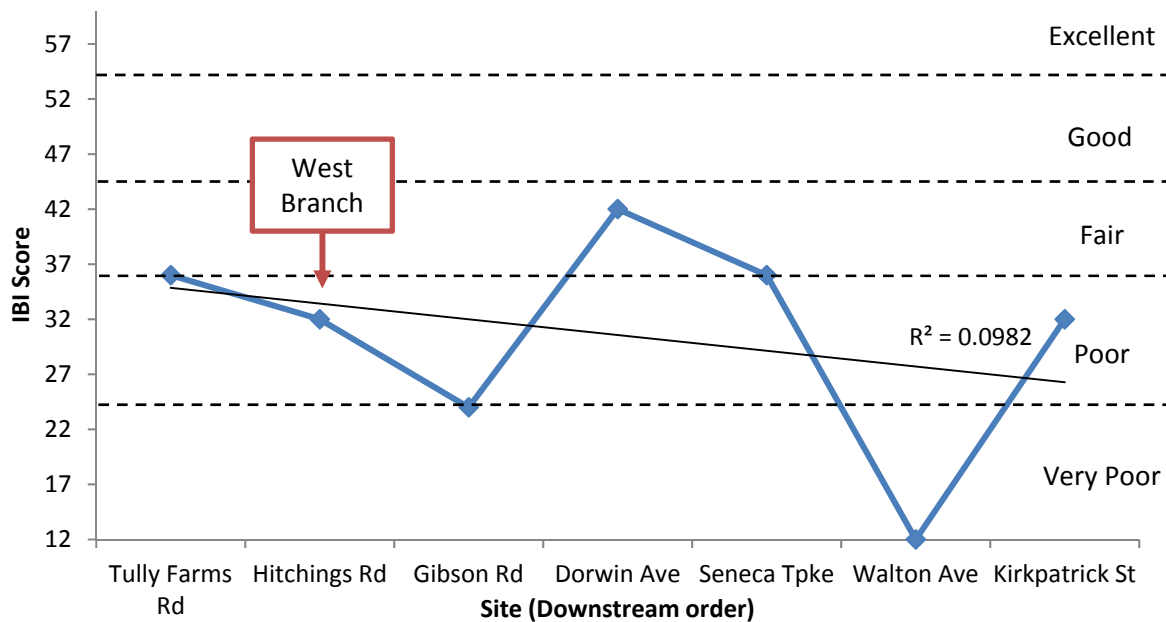 57
52
47
42
37
32
27
22
17
12
IBI Score
Excellent
Good
Fair
Poor
Very Poor
West
Branch
R² = 0.0982
Tully Farms
Rd
Hitchings Rd
Gibson Rd
Dorwin Ave
Seneca Tpke
Walton Ave
Kirkpatrick St
Site (Downstream order)